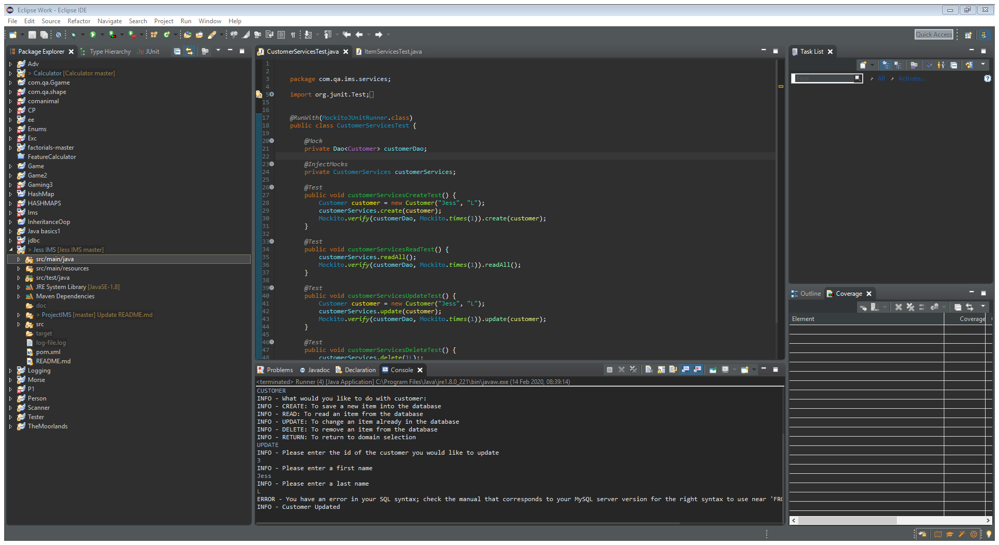 Eclipse Work - Eclipse IDE
File Edit Source Refactor Navigate Search Project Run Window Help
Quick Access
Package Explorer Type Hierarchy JUnit
Adv
> Calculator [Calculator master]
com.qa.Ggame
com.qa.shape
comanimal
CP
ee
Enums
Exc
factorials-master
FeatureCalculator
Game
Game2
Gaming3
HashMap
HASHMAPS
Ims
InheritanceOop
Java basics1
jdbc
> Jess IMS [Jess IMS master]
src/main/java
src/main/resources
src/test/java
JRE System Library [JavaSE-1.8]
Maven Dependencies
doc
> ProjectIMS [master] Update README.md
src
target
log-file.log
pom.xml
README.md
Logging
Morse
P1
Person
Scanner
Tester
TheMoorlands
CustomerServicesTest.java ItemServicesTest.java
1
2
3 package com.qa.ims.services;
4
5 import org.junit.Test;
15
16
17 @RunWith(MockitoJUnitRunner.class)
18 public class CustomerServicesTest {
19
20 @Mock
21 private Dao<Customer> customerDao;
22
23 @InjectMocks
24 private CustomerServices customerServices;
25
26 @Test
27 public void customerServicesCreateTest() {
28 Customer customer = new Customer("Jess", "L");
29 customerServices.create(customer);
30 Mockito.verify(customerDao, Mockito.times(1)).create(customer);
31 }
32
33 @Test
34 public void customerServicesReadTest() {
35 customerServices.readAll();
36 Mockito.verify(customerDao, Mockito.times(1)).readAll();
37 }
38
39 @Test
40 public void customerServicesUpdateTest() {
41 Customer customer = new Customer("Jess", "L");
42 customerServices.update(customer);
43 Mockito.verify(customerDao, Mockito.times(1)).update(customer);
44 }
45
46 @Test
47 public void customerServicesDeleteTest() {
48 customerServices.delete(1L);
Problems Javadoc Declaration Console
<terminated> Runner (4) [Java Application] C:\Program Files\Java\jre1.8.0_221\bin\javaw.exe (14 Feb 2020, 08:39:14)
CUSTOMER
INFO - What would you like to do with customer:
INFO - CREATE: To save a new item into the database
INFO - READ: To read an item from the database
INFO - UPDATE: To change an item already in the database
INFO - DELETE: To remove an item from the database
INFO - RETURN: To return to domain selection
UPDATE
INFO - Please enter the id of the customer you would like to update
3
INFO - Please enter a first name
Jess
INFO - Please enter a last name
L
ERROR - You have an error in your SQL syntax; check the manual that corresponds to your MySQL server version for the right syntax to use near 'FRO
INFO - Customer Updated
Task List
Find All Activate...
Outline Coverage
Element Coverage